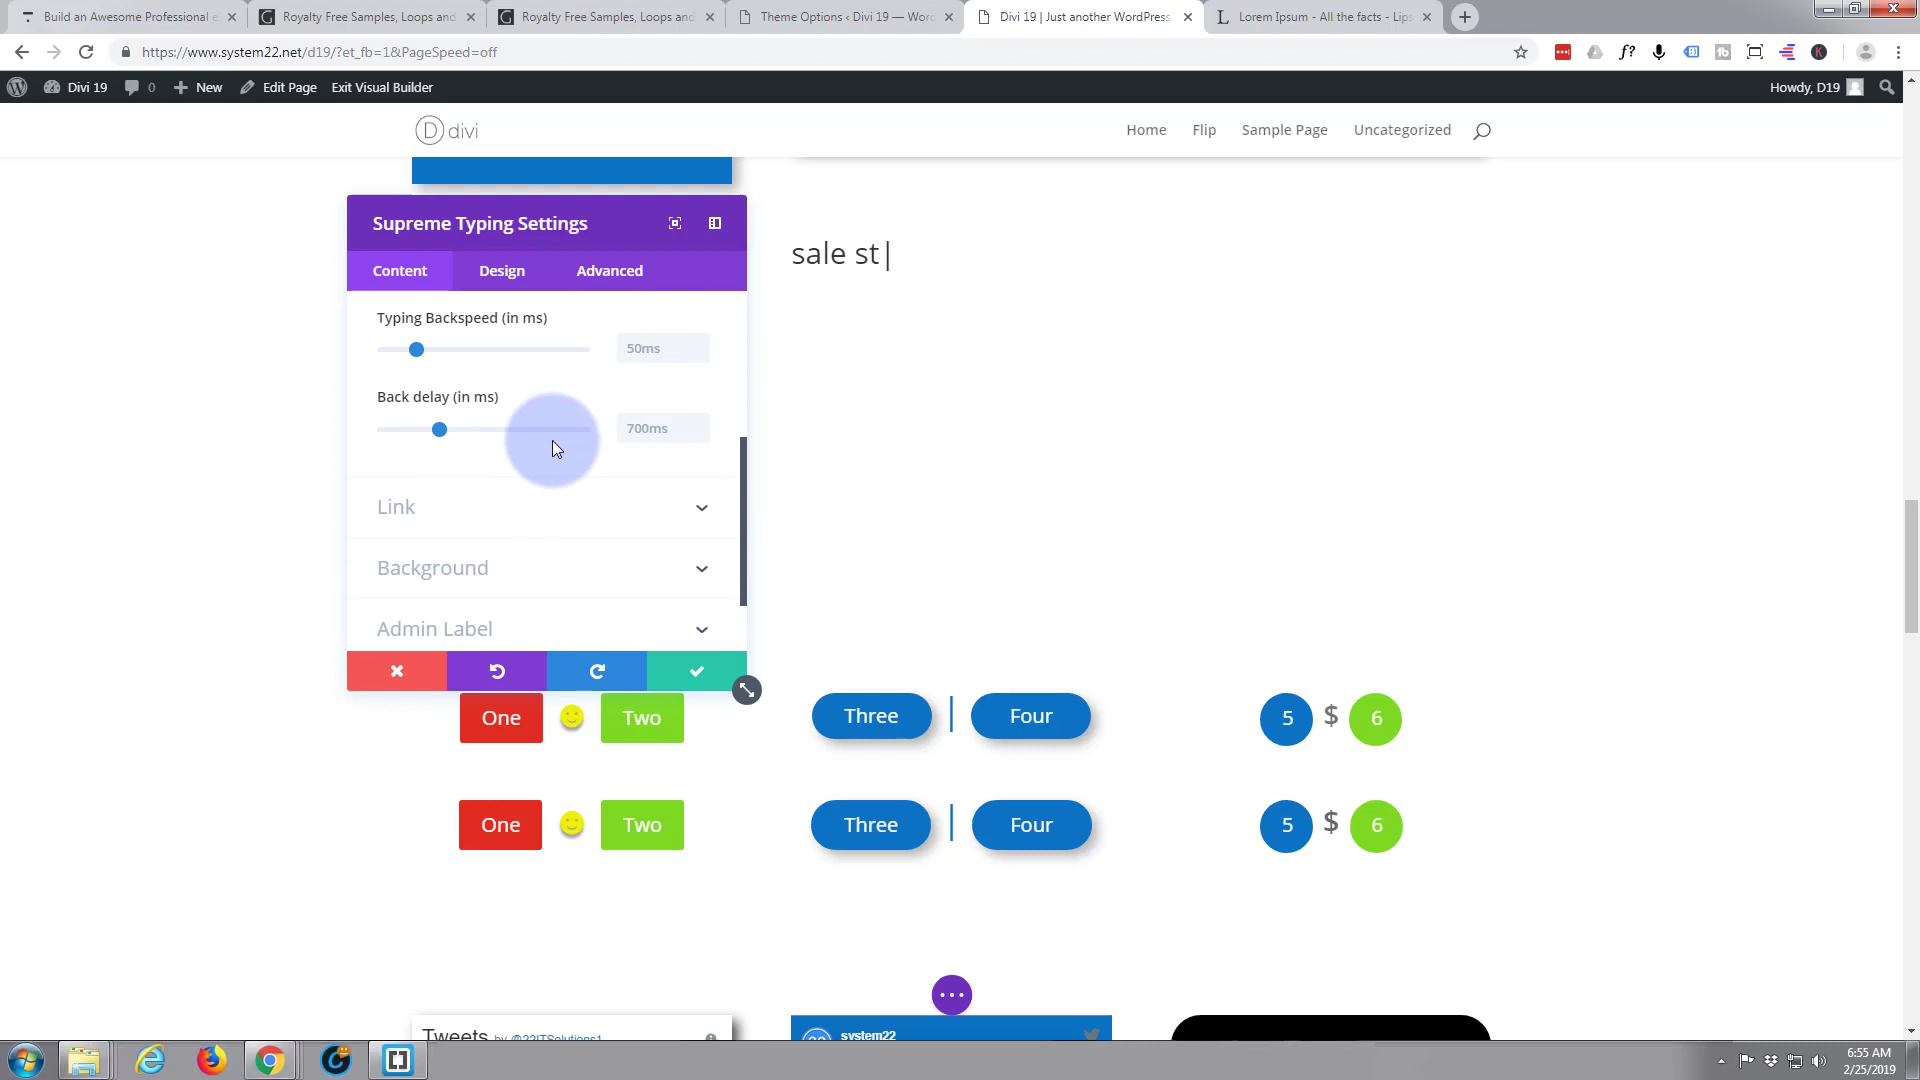 Build an Awesome Professional e
Royalty Free Samples, Loops and
Royalty Free Samples, Loops and
Theme Options ‹ Divi 19 — Word
Divi 19 | Just another WordPress
Lorem Ipsum - All the facts - Lips
https://www.system22.net/d19/?et_fb=1&PageSpeed=off
Divi 19
0
New
Edit Page
Exit Visual Builder
Howdy, D19
divi
Home
Flip
Sample Page
Uncategorized
Supreme Typing Settings
sale st|
Content
Design
Advanced
Typing Backspeed (in ms)
50ms
Back delay (in ms)
700ms
Link
Background
Admin Label
One
Two
Three
Four
5
$
6
One
Two
Three
Four
5
$
6
Tweets by @22ITSolutions1
system22
6:55 AM
2/25/2019